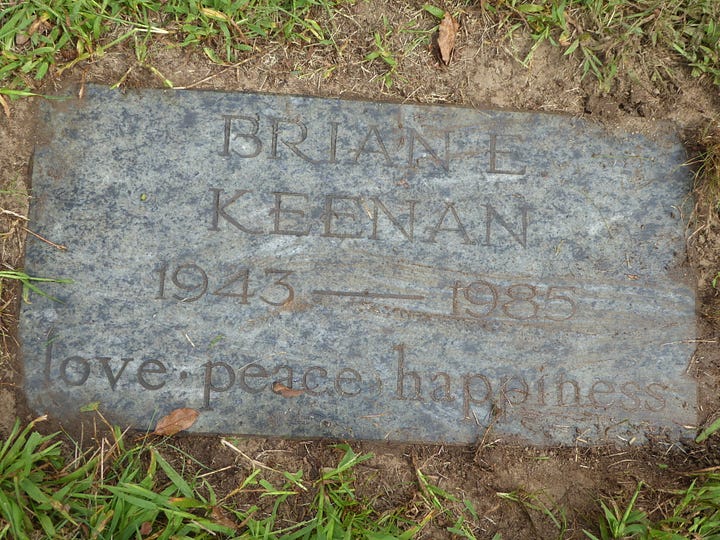 BRIAN E
KEENAN
1943 — 1985
love · peace · happiness